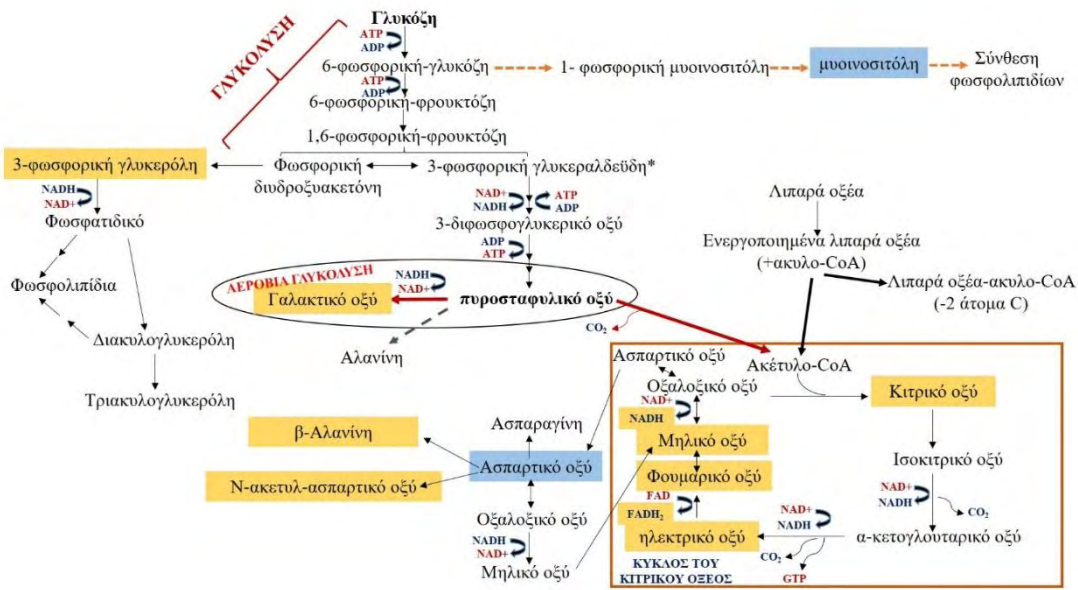 Γλυκόζη
ATP
ADP
ΓΛΥΚΟΛΥΣΗ
6-φωσφορική-γλυκόζη
1- φωσφορική μυοινοσιτόλη
μυοινοσιτόλη
Σύνθεση
φωσφολιπιδίων
ATP
ADP
6-φωσφορική-φρουκτόζη
1,6-φωσφορική-φρουκτόζη
3-φωσφορική γλυκερόλη
Φωσφορική
διυδροξυακετόνη
3-φωσφορική γλυκεραλδεϋδη*
NADH
NAD+
NAD+
NADH
ATP
ADP
Λιπαρά οξέα
Φωσφατιδικό
3-διφωσφογλυκερικό οξύ
Ενεργοποιημένα λιπαρά οξέα
(+ακυλο-CoA)
ADP
ATP
Φωσφολιπίδια
ΑΕΡΟΒΙΑ ΓΛΥΚΟΛΥΣΗ
NADH
NAD+
Γαλακτικό οξύ
πυροσταφυλικό οξύ
Λιπαρά οξέα-ακυλο-CoA
(-2 άτομα C)
CO2
Διακυλογλυκερόλη
Αλανίνη
Ασπαρτικό οξύ
Ακέτυλο-CoA
Οξαλοξικό οξύ
Κιτρικό οξύ
Τριακυλογλυκερόλη
NAD+
NADH
Ασπαραγίνη
β-Αλανίνη
Μηλικό οξύ
Ασπαρτικό οξύ
Ισοκιτρικό οξύ
Φουμαρικό οξύ
Ν-ακετυλ-ασπαρτικό οξύ
NAD+
NADH
CO2
FAD
FADH2
NAD+
NADH
Οξαλοξικό οξύ
ηλεκτρικό οξύ
α-κετογλουταρικό οξύ
NADH
NAD+
CO2
GTP
Μηλικό οξύ
ΚΥΚΛΟΣ ΤΟΥ
ΚΙΤΡΙΚΟΥ ΟΞΕΟΣ